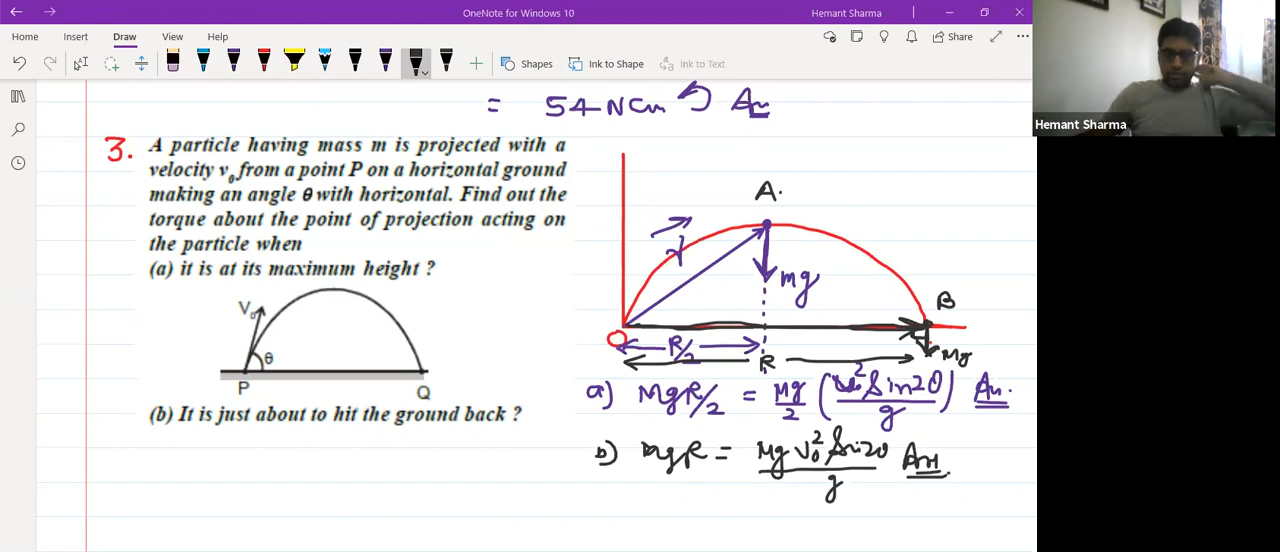 OneNote for Windows 10
Hemant Sharma
Home Insert Draw View Help
Share
Shapes
Ink to Shape
Ink to Text
Hemant Sharma
= 54 N Cm An
3. A particle having mass m is projected with a
velocity v₀ from a point P on a horizontal ground
making an angle θ with horizontal. Find out the
torque about the point of projection acting on
the particle when
(a) it is at its maximum height ?
V₀
θ
P Q
(b) It is just about to hit the ground back ?
A
r
mg
B
O
R/2
R
Mg
a) MgR/2 = Mg/2 (v₀² Sin2θ/g) An.
b) mgR = Mg V₀² Sin2θ/g An.